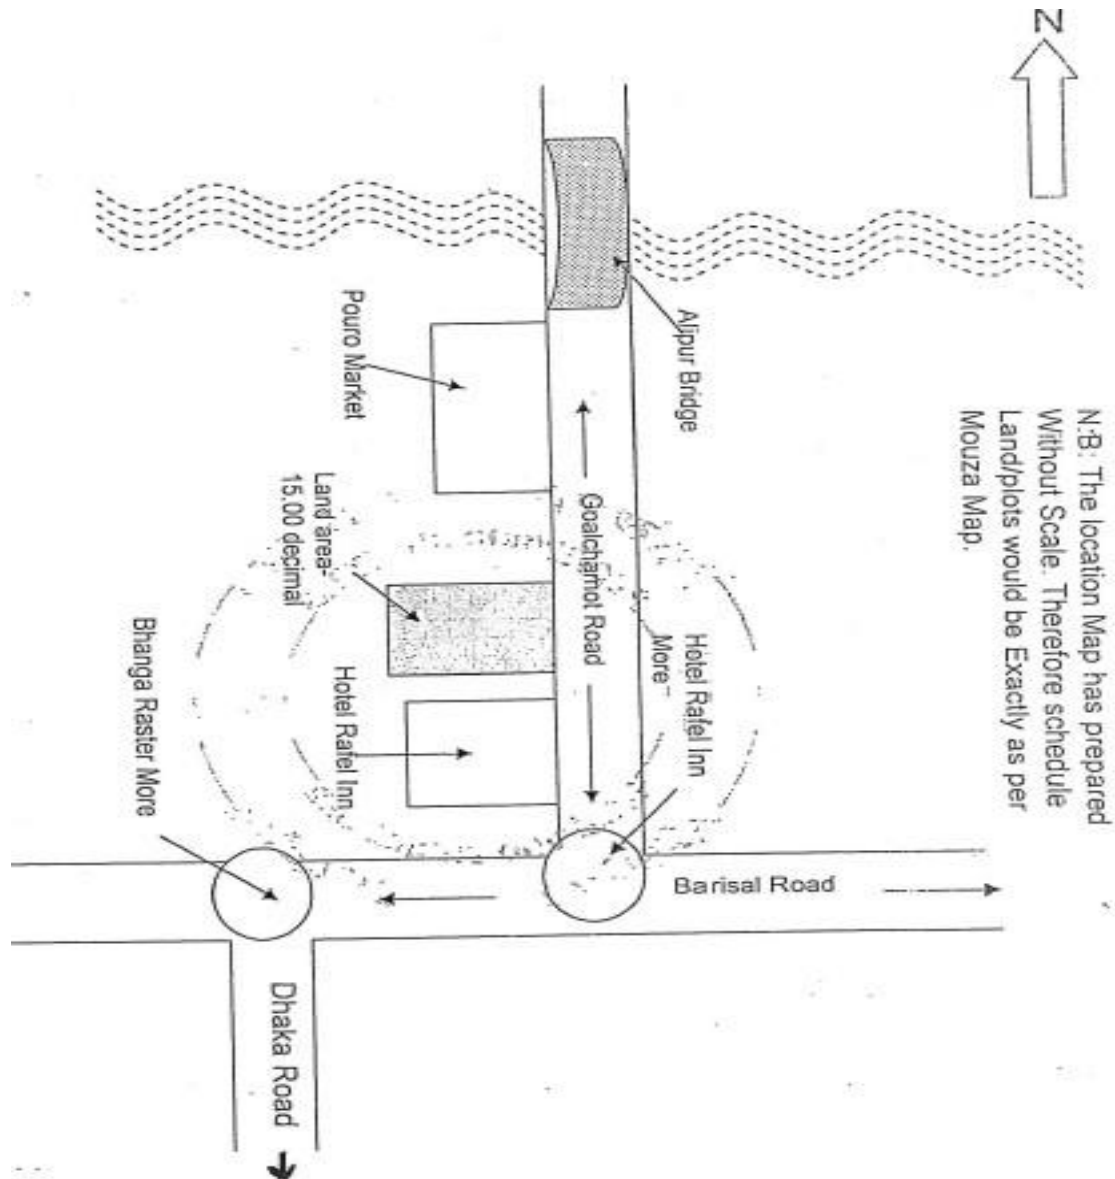 N
N:B: The location Map has prepared
Without Scale. Therefore schedule
Land/plots would be Exactly as per
Mouza Map.
Alipur Bridge
Pouro Market
Goalchamot Road
Land area-
15.00 decimal
Hotel Rafel Inn
More
Hotel Rafel Inn
Bhanga Raster More
Barisal Road
Dhaka Road